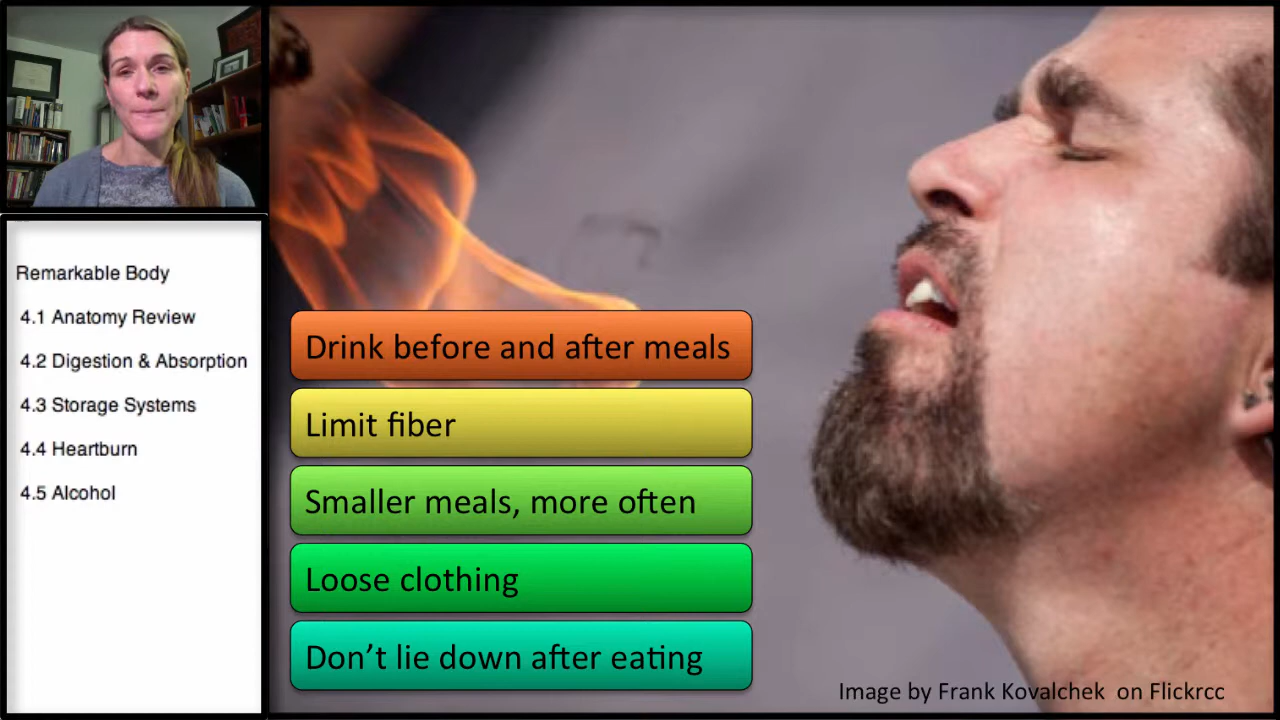 Remarkable Body
4.1 Anatomy Review
4.2 Digestion & Absorption
4.3 Storage Systems
4.4 Heartburn
4.5 Alcohol
Drink before and after meals
Limit fiber
Smaller meals, more often
Loose clothing
Don’t lie down after eating
Image by Frank Kovalchek on Flickrcc